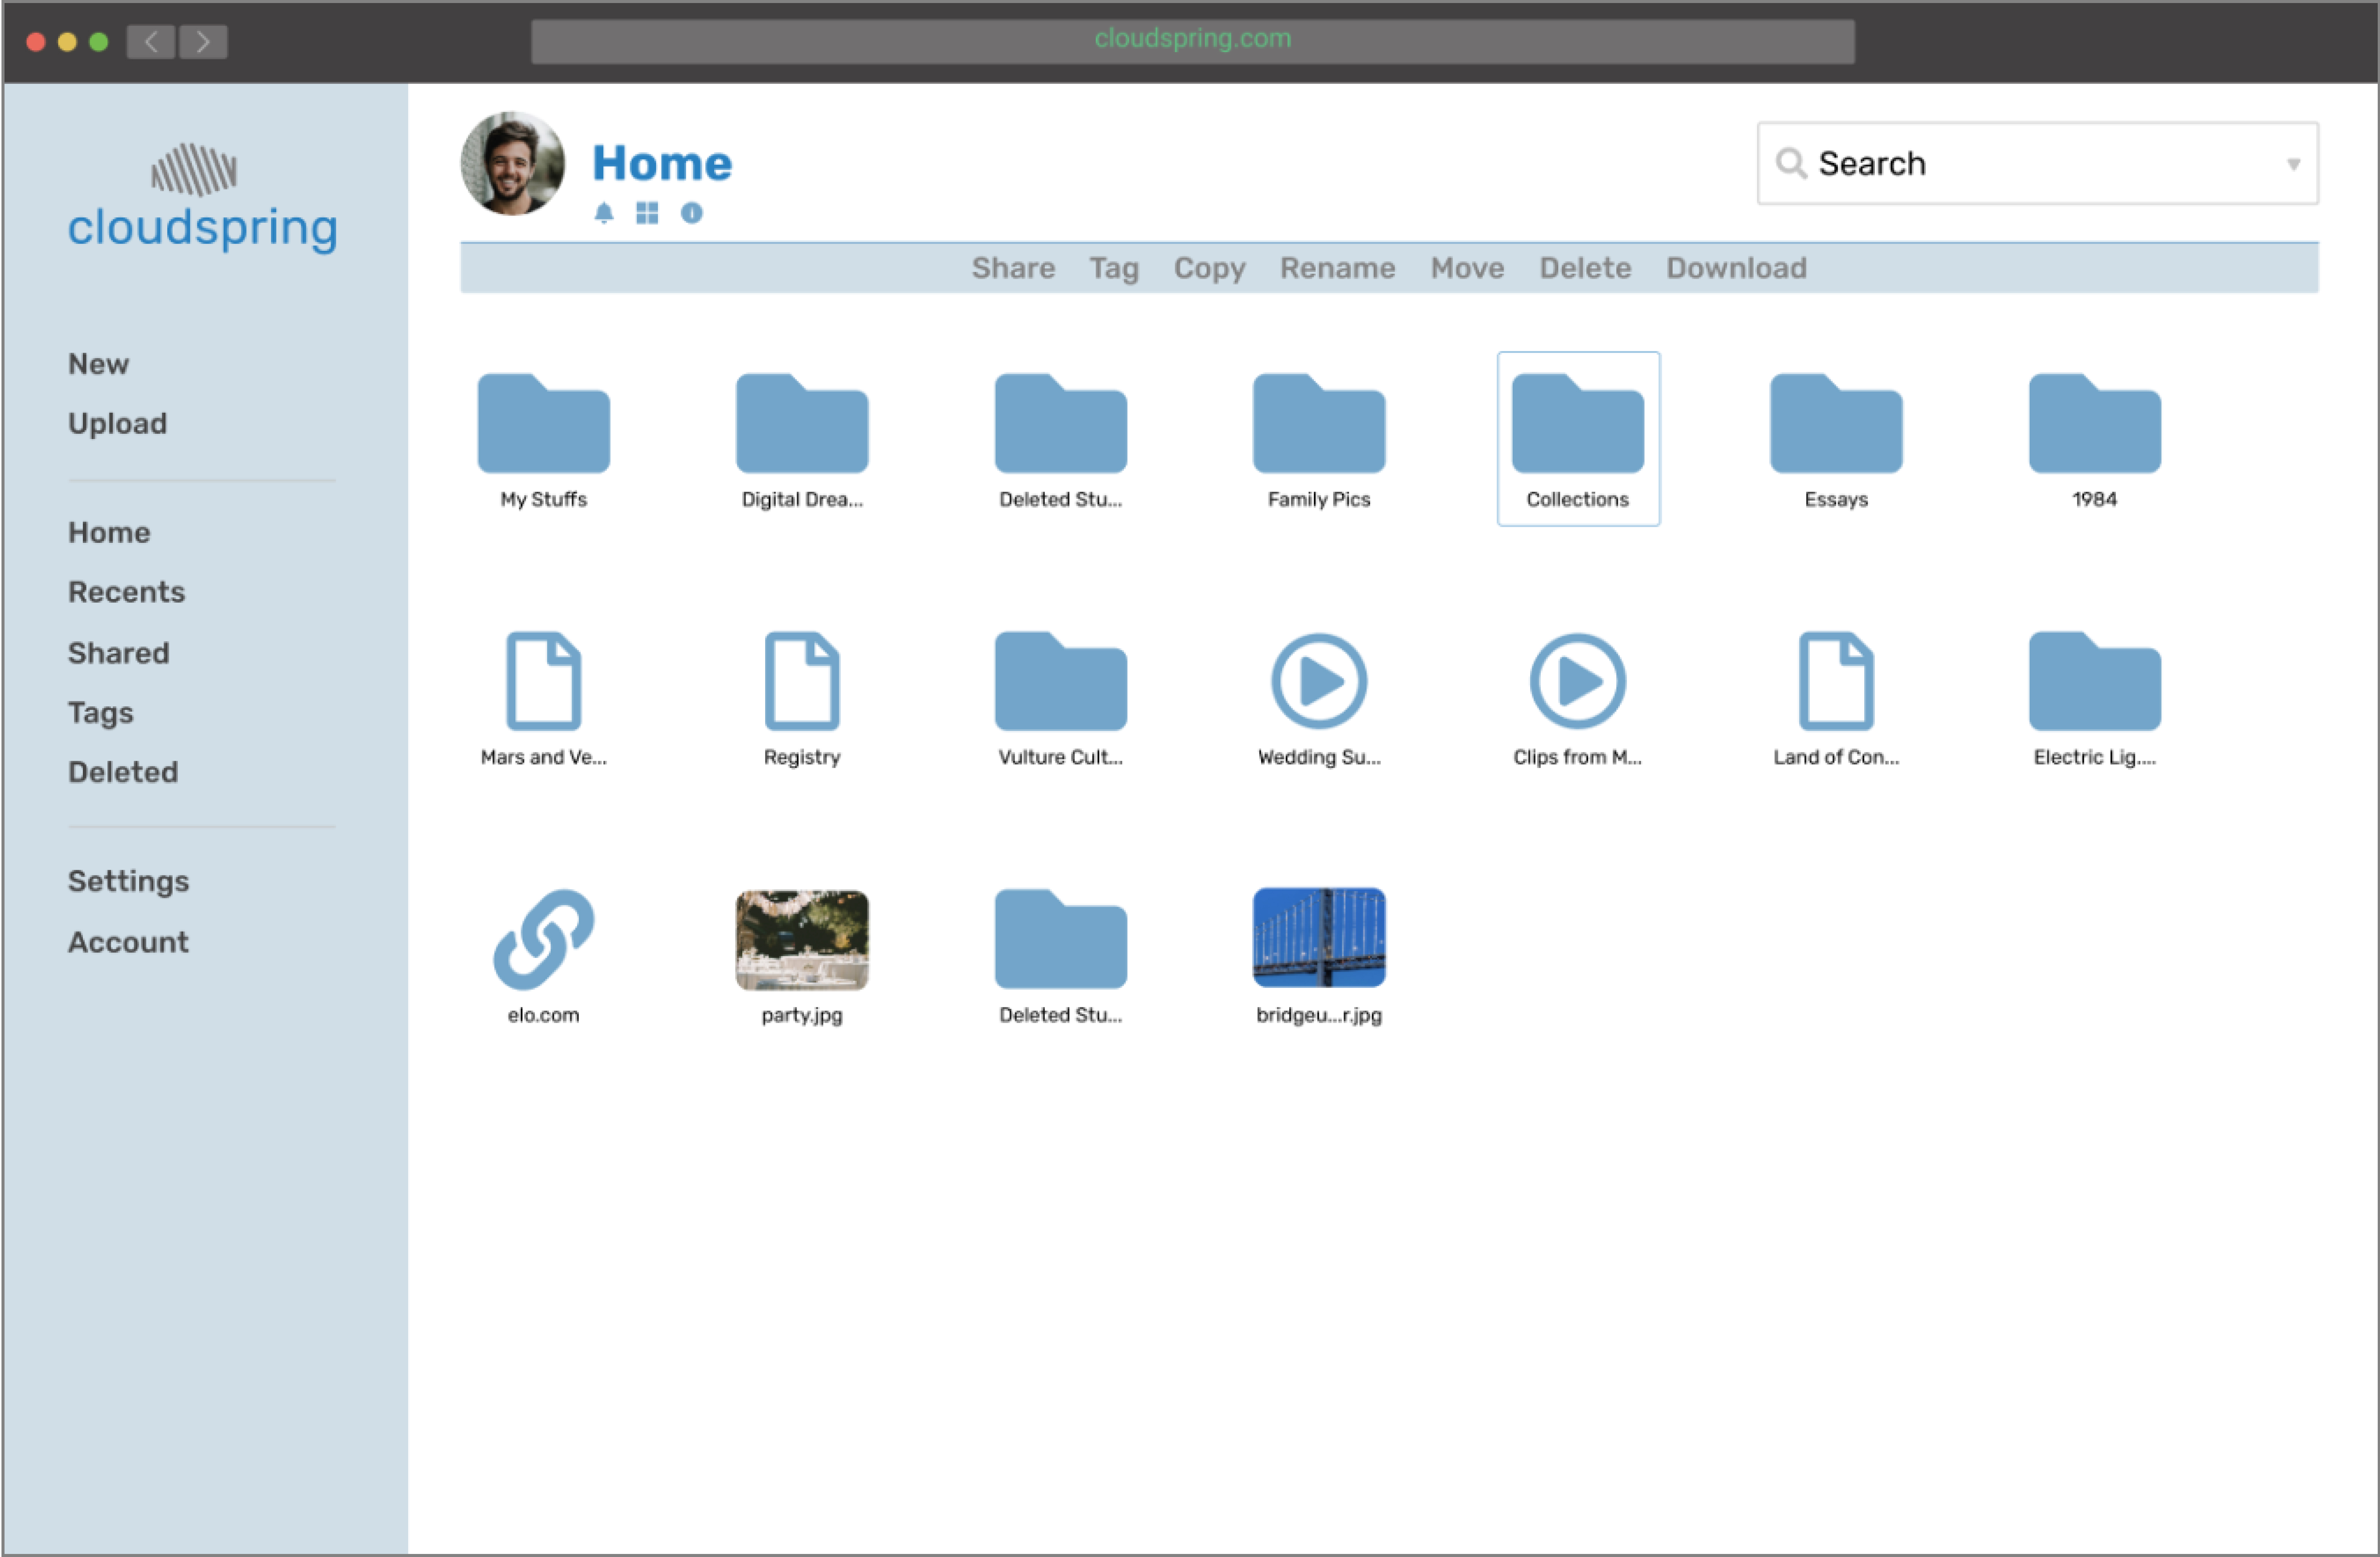 cloudspring.com
cloudspring
New
Upload
Home
Recents
Shared
Tags
Deleted
Settings
Account
Home
Search
Share Tag Copy Rename Move Delete Download
My Stuffs
Digital Drea...
Deleted Stu...
Family Pics
Collections
Essays
1984
Mars and Ve...
Registry
Vulture Cult...
Wedding Su...
Clips from M...
Land of Con...
Electric Lig....
elo.com
party.jpg
Deleted Stu...
bridgeu...r.jpg